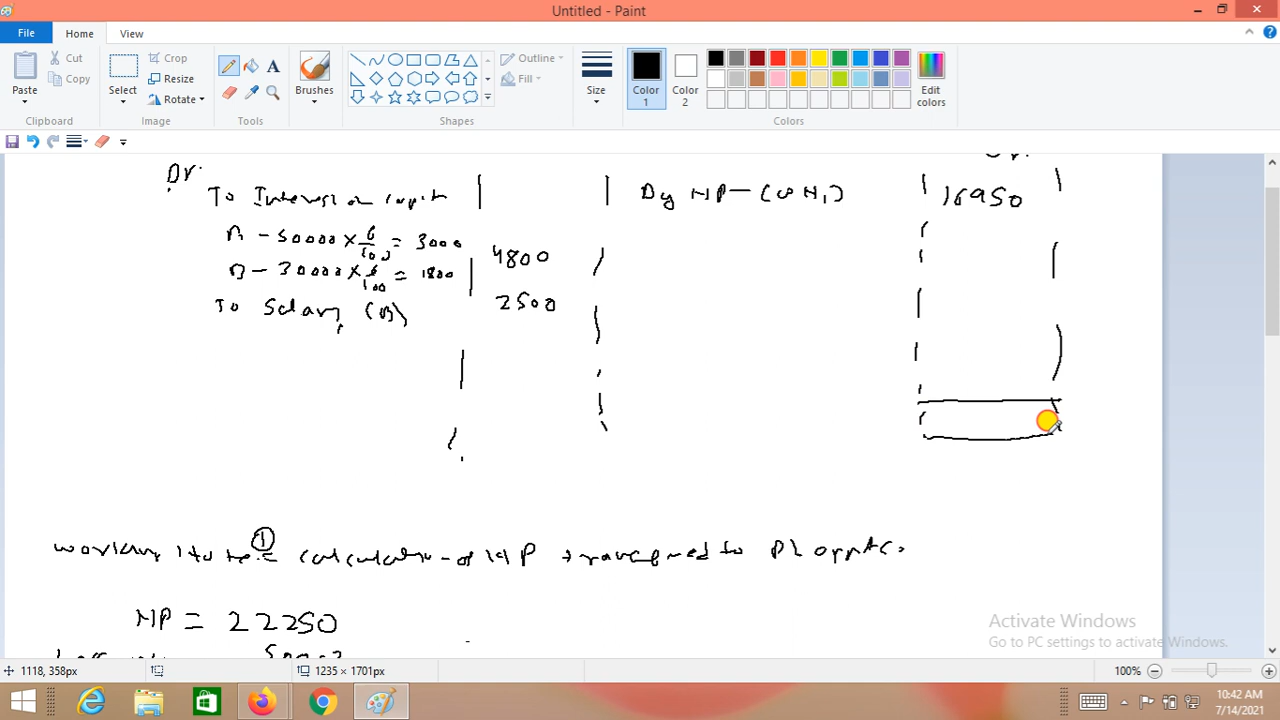 Untitled - Paint
File Home View
Cut
Copy
Paste
Clipboard
Crop
Resize
Rotate
Select
Image
A
Tools
Brushes
Outline
Fill
Shapes
Size
Color 1
Color 2
Edit colors
Colors
Dr.
To Interest on capital
A - 50000 × 6/100 = 3000
B - 30000 × 6/100 = 1800
4800
To Salary (B)
2500
By NP - (WN1)
Cr.
16950
working Note ① calculation of NP transferred to PL app A/c.
NP = 22250
Activate Windows
Go to PC settings to activate Windows.
1118, 358px
1235 × 1701px
100%
10:42 AM
7/14/2021